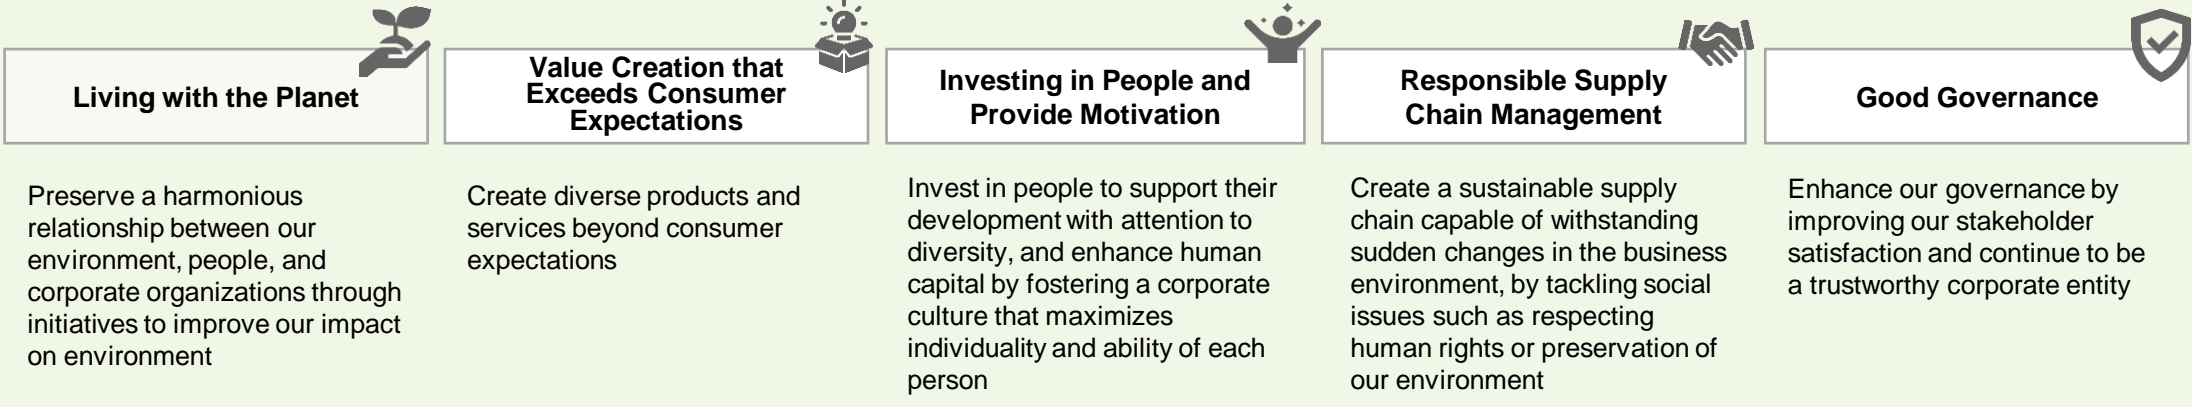 Living with the Planet
Preserve a harmonious
relationship between our
environment, people, and
corporate organizations through
initiatives to improve our impact
on environment
Value Creation that
Exceeds Consumer
Expectations
Create diverse products and
services beyond consumer
expectations
Investing in People and
Provide Motivation
Invest in people to support their
development with attention to
diversity, and enhance human
capital by fostering a corporate
culture that maximizes
individuality and ability of each
person
Responsible Supply
Chain Management
Create a sustainable supply
chain capable of withstanding
sudden changes in the business
environment, by tackling social
issues such as respecting
human rights or preservation of
our environment
Good Governance
Enhance our governance by
improving our stakeholder
satisfaction and continue to be
a trustworthy corporate entity